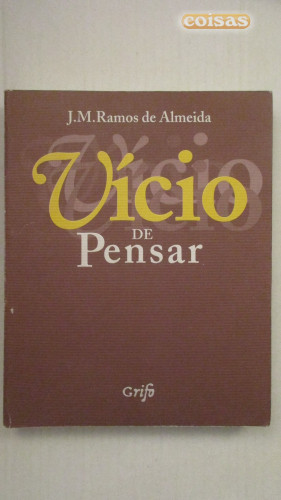 coisas
J.M.Ramos de Almeida
Vício
DE
Pensar
Grifo